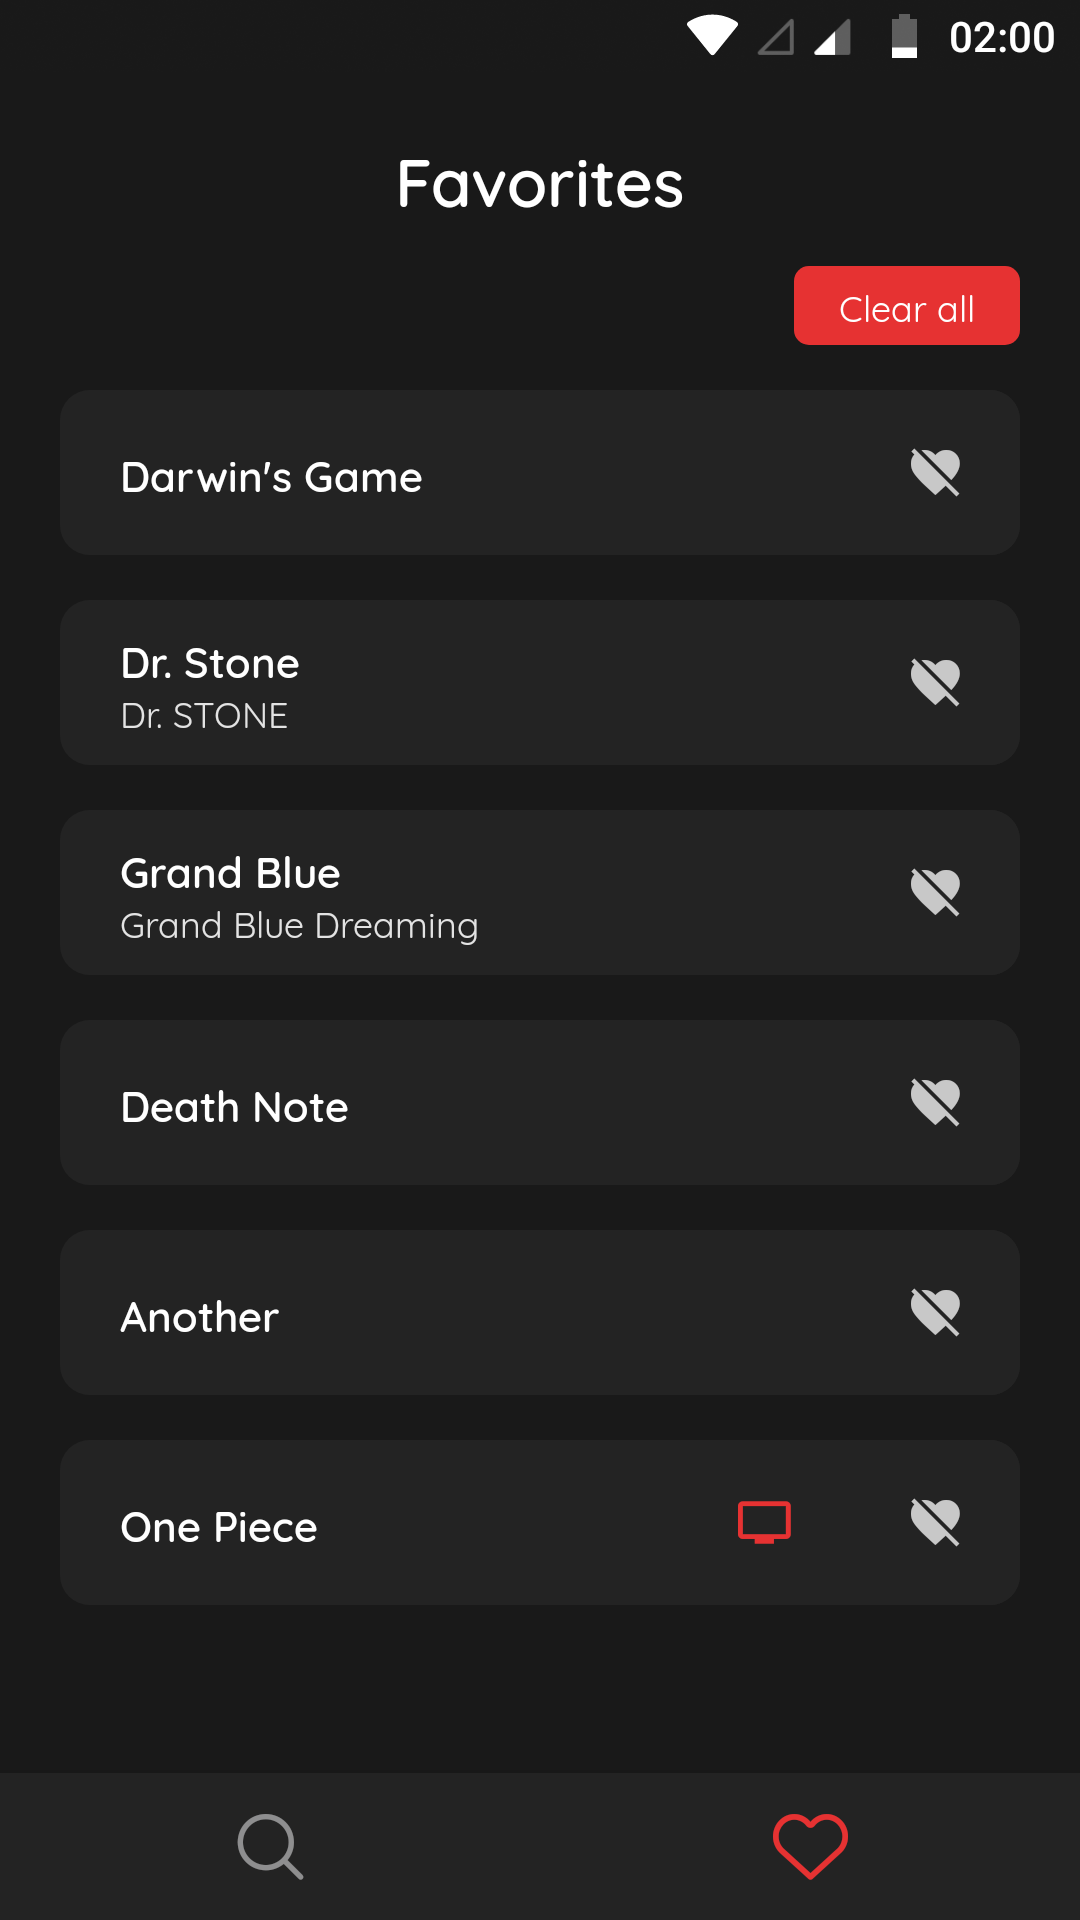 02:00
Favorites
Clear all
Darwin's Game
Dr. Stone
Dr. STONE
Grand Blue
Grand Blue Dreaming
Death Note
Another
One Piece